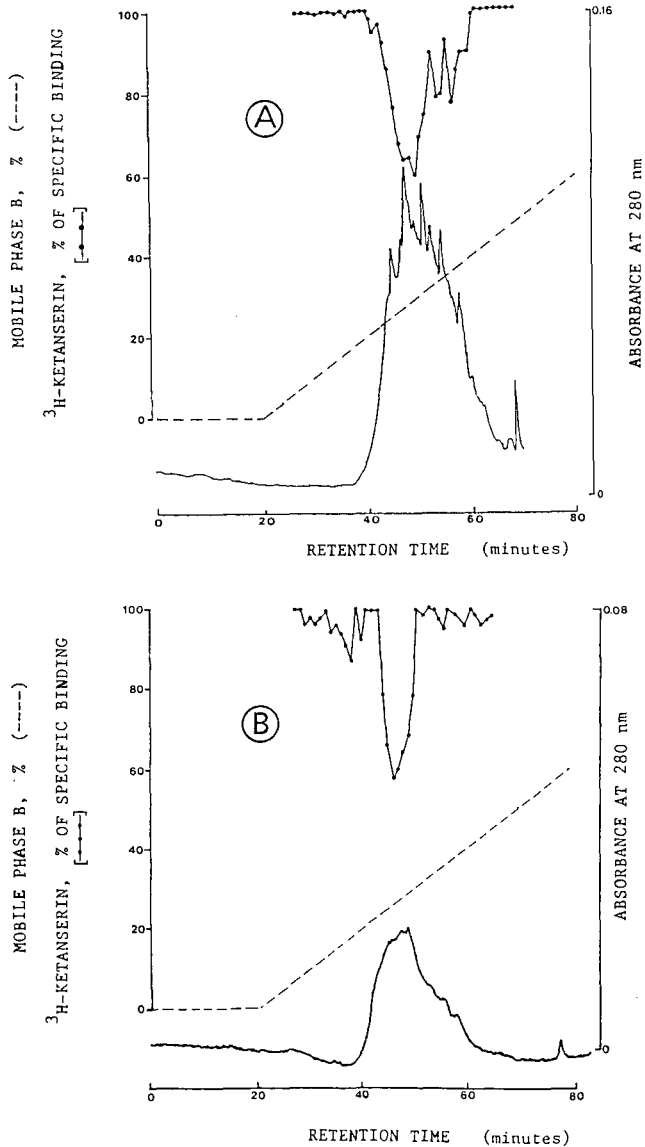 MOBILE PHASE B, % (----)
³H-KETANSERIN, % OF SPECIFIC BINDING
[•—•]
100
80
60
40
20
0
A
0.16
0
ABSORBANCE AT 280 nm
0
20
40
60
80
RETENTION TIME (minutes)
MOBILE PHASE B, % (----)
³H-KETANSERIN, % OF SPECIFIC BINDING
100
80
60
40
20
0
B
0.08
0
ABSORBANCE AT 280 nm
0
20
40
60
80
RETENTION TIME (minutes)